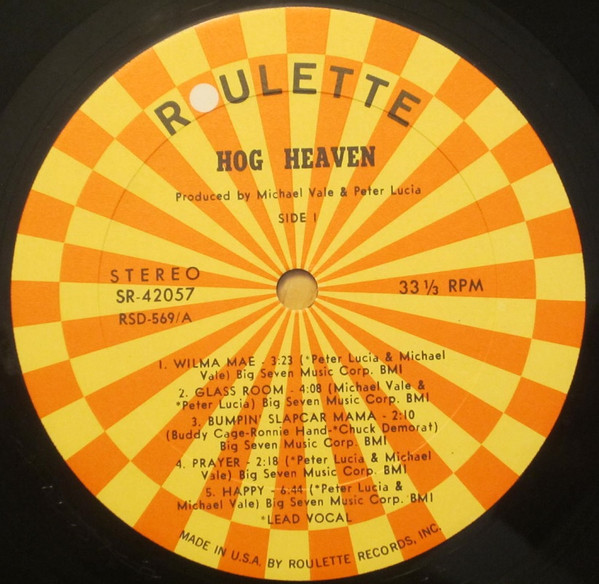 ROULETTE
HOG HEAVEN
Produced by Michael Vale & Peter Lucia
SIDE 1
STEREO
SR-42057
RSD-569/A
33 1/3 RPM
1. WILMA MAE - 3:23 (*Peter Lucia & Michael
Vale) Big Seven Music Corp. BMI
2. GLASS ROOM - 4:08 (Michael Vale &
*Peter Lucia) Big Seven Music Corp. BMI
3. BUMPIN' SLAPCAR MAMA - 2:10
(Buddy Cage-Ronnie Hand-*Chuck Demorat)
Big Seven Music Corp. BMI
4. PRAYER - 2:18 (*Peter Lucia & Michael
Vale) Big Seven Music Corp. BMI
5. HAPPY - 6:44 (*Peter Lucia &
Michael Vale) Big Seven Music Corp. BMI
*LEAD VOCAL
MADE IN U.S.A. BY ROULETTE RECORDS, INC.